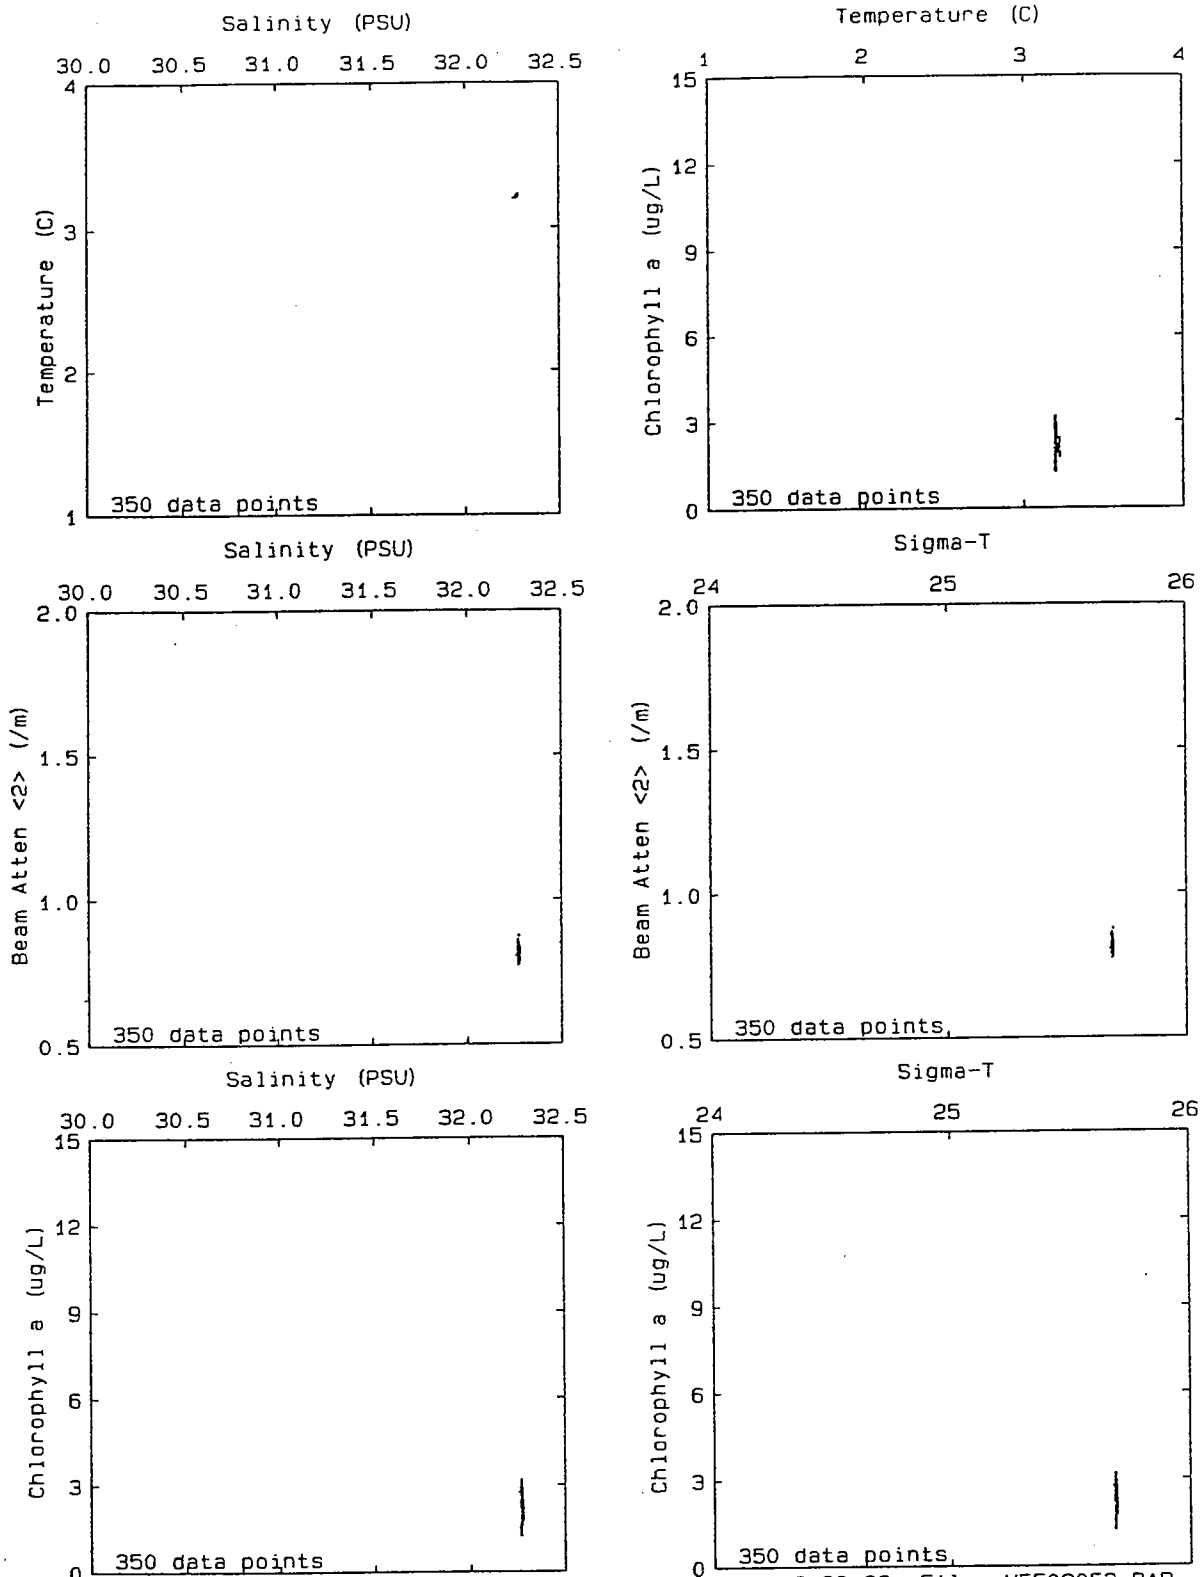 Salinity (PSU)
30.0 30.5 31.0 31.5 32.0 32.5
4
3
2
1
Temperature (C)
350 data points
Temperature (C)
1 2 3 4
15
12
9
6
3
0
Chlorophyll a (ug/L)
350 data points
Salinity (PSU)
30.0 30.5 31.0 31.5 32.0 32.5
2.0
1.5
1.0
0.5
Beam Atten <2> (/m)
350 data points
Sigma-T
24 25 26
2.0
1.5
1.0
0.5
Beam Atten <2> (/m)
350 data points
Salinity (PSU)
30.0 30.5 31.0 31.5 32.0 32.5
15
12
9
6
3
0
Chlorophyll a (ug/L)
350 data points
Sigma-T
24 25 26
15
12
9
6
3
0
Chlorophyll a (ug/L)
350 data points